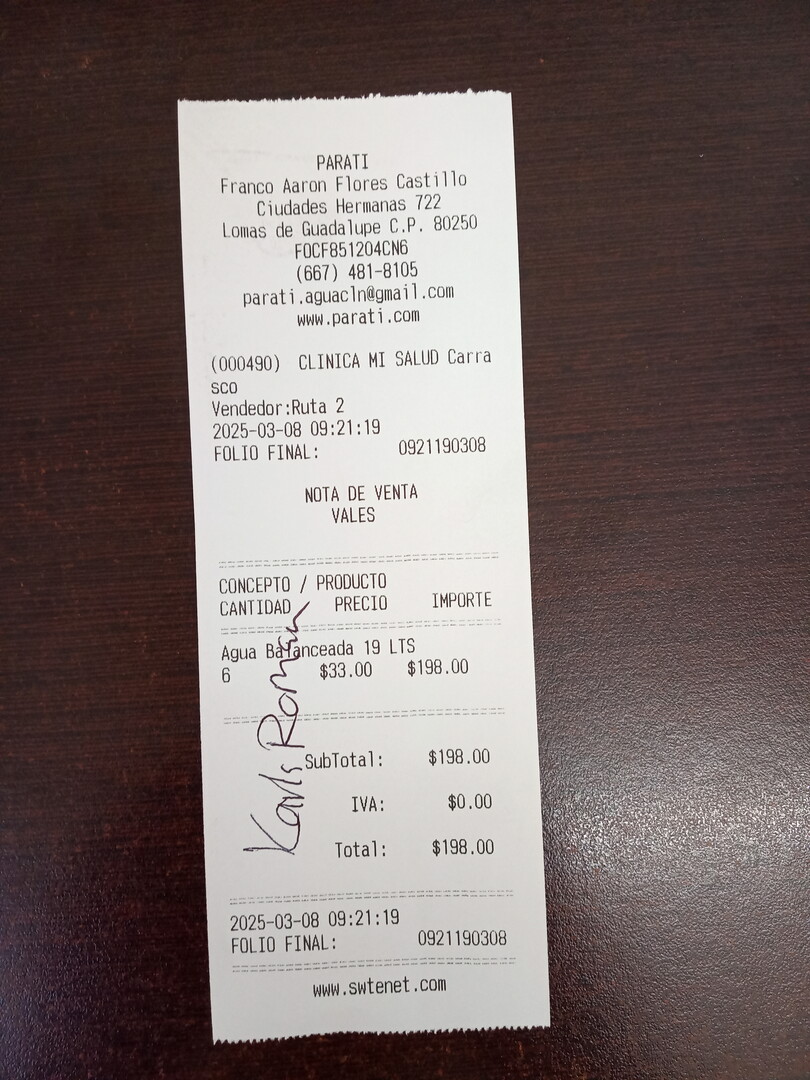 PARATI
Franco Aaron Flores Castillo
Ciudades Hermanas 722
Lomas de Guadalupe C.P. 80250
FOCF851204CN6
(667) 481-8105
parati.aguacln@gmail.com
www.parati.com
(000490) CLINICA MI SALUD Carra
sco
Vendedor:Ruta 2
2025-03-08 09:21:19
FOLIO FINAL: 0921190308
NOTA DE VENTA
VALES
CONCEPTO / PRODUCTO
CANTIDAD PRECIO IMPORTE
Agua Balanceada 19 LTS
6 $33.00 $198.00
SubTotal: $198.00
IVA: $0.00
Total: $198.00
Román
2025-03-08 09:21:19
FOLIO FINAL: 0921190308
www.swtenet.com